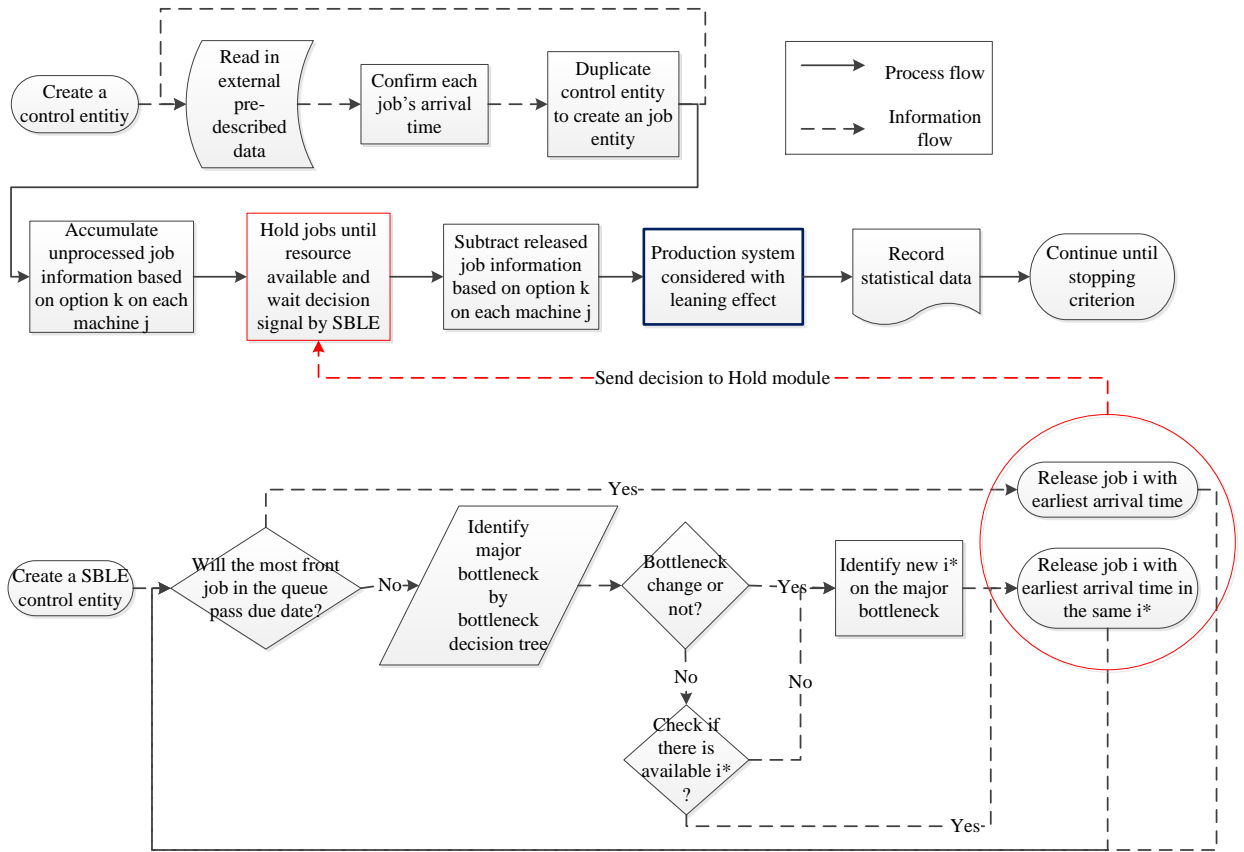 Create a
control entitiy
Read in
external
pre-
described
data
Confirm each
job's arrival
time
Duplicate
control entity
to create an job
entity
Process flow
Information
flow
Accumulate
unprocessed job
information based
on option k on each
machine j
Hold jobs until
resource
available and
wait decision
signal by SBLE
Subtract released
job information
based on option k
on each machine j
Production system
considered with
leaning effect
Record
statistical data
Continue until
stopping
criterion
Send decision to Hold module
Create a SBLE
control entity
Will the most front
job in the queue
pass due date?
Yes
No
Identify
major
bottleneck
by
bottleneck
decision tree
Bottleneck
change or
not?
Yes
No
Check if
there is
available i*
?
No
Yes
Identify new i*
on the major
bottleneck
Release job i with
earliest arrival time
Release job i with
earliest arrival time in
the same i*